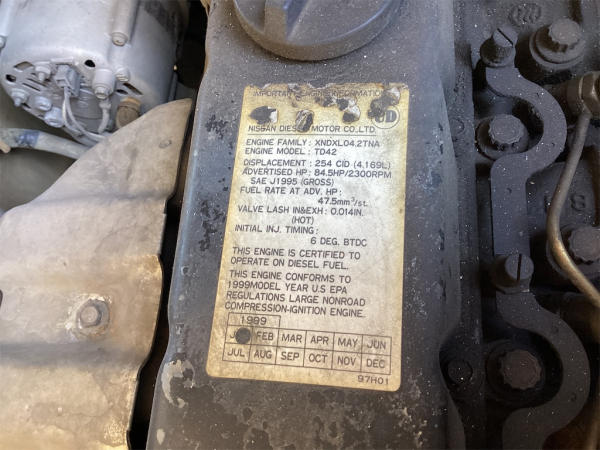 IMPORTANT ENGINE INFORMATION
UD
NISSAN DIESEL MOTOR CO.,LTD.
ENGINE FAMILY : XNDXL04.2TNA
ENGINE MODEL : TD42
DISPLACEMENT : 254 CID (4,169L)
ADVERTISED HP : 84.5HP/2300RPM
SAE J1995 (GROSS)
FUEL RATE AT ADV. HP :
47.5mm³/st.
VALVE LASH IN&EXH : 0.014IN.
(HOT)
INITIAL INJ. TIMING :
6 DEG. BTDC
THIS ENGINE IS CERTIFIED TO
OPERATE ON DIESEL FUEL.
THIS ENGINE CONFORMS TO
1999MODEL YEAR U.S EPA
REGULATIONS LARGE NONROAD
COMPRESSION-IGNITION ENGINE.
1999
FEB MAR APR MAY JUN
JUL AUG SEP OCT NOV DEC
97H01